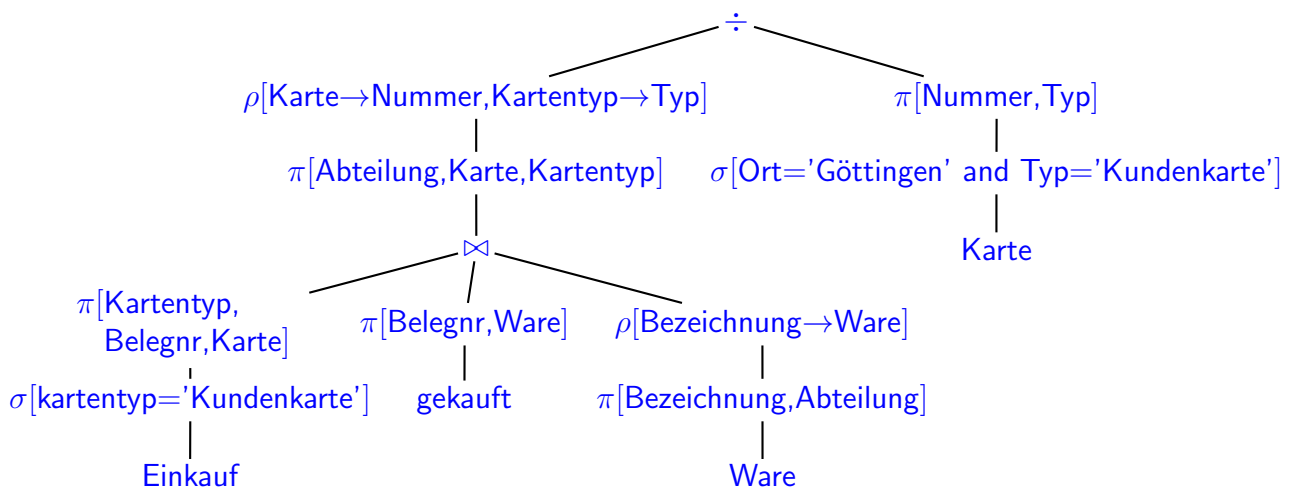 ÷
ρ[Karte→Nummer,Kartentyp→Typ] π[Nummer,Typ]
π[Abteilung,Karte,Kartentyp] σ[Ort='Göttingen' and Typ='Kundenkarte']
⋈ Karte
π[Kartentyp,
Belegnr,Karte] π[Belegnr,Ware] ρ[Bezeichnung→Ware]
σ[kartentyp='Kundenkarte'] gekauft π[Bezeichnung,Abteilung]
Einkauf Ware